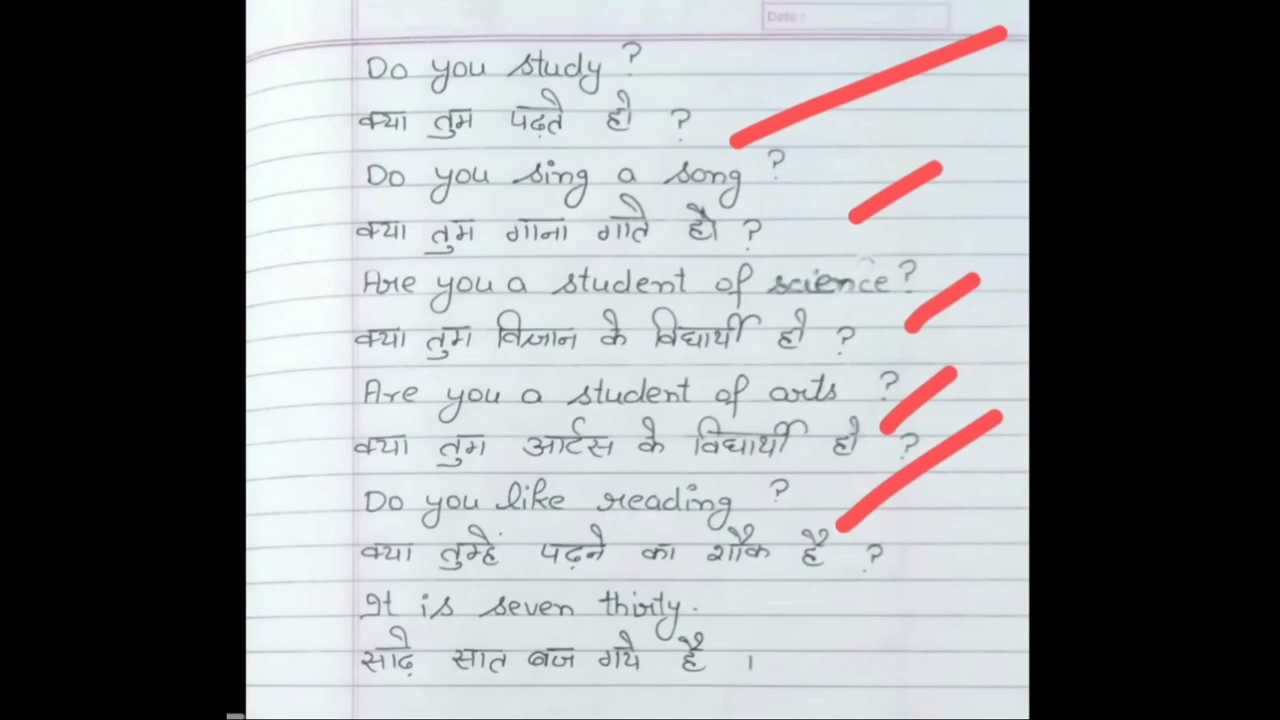 Date :
Do you study ?
क्या तुम पढ़ते हो ?
Do you sing a song ?
क्या तुम गाना गाते हो ?
Are you a student of science ?
क्या तुम विज्ञान के विद्यार्थी हो ?
Are you a student of arts ?
क्या तुम आर्टस के विद्यार्थी हो ?
Do you like reading ?
क्या तुम्हें पढ़ने का शौक है ?
It is seven thirty.
साढ़े सात बज गये है ।